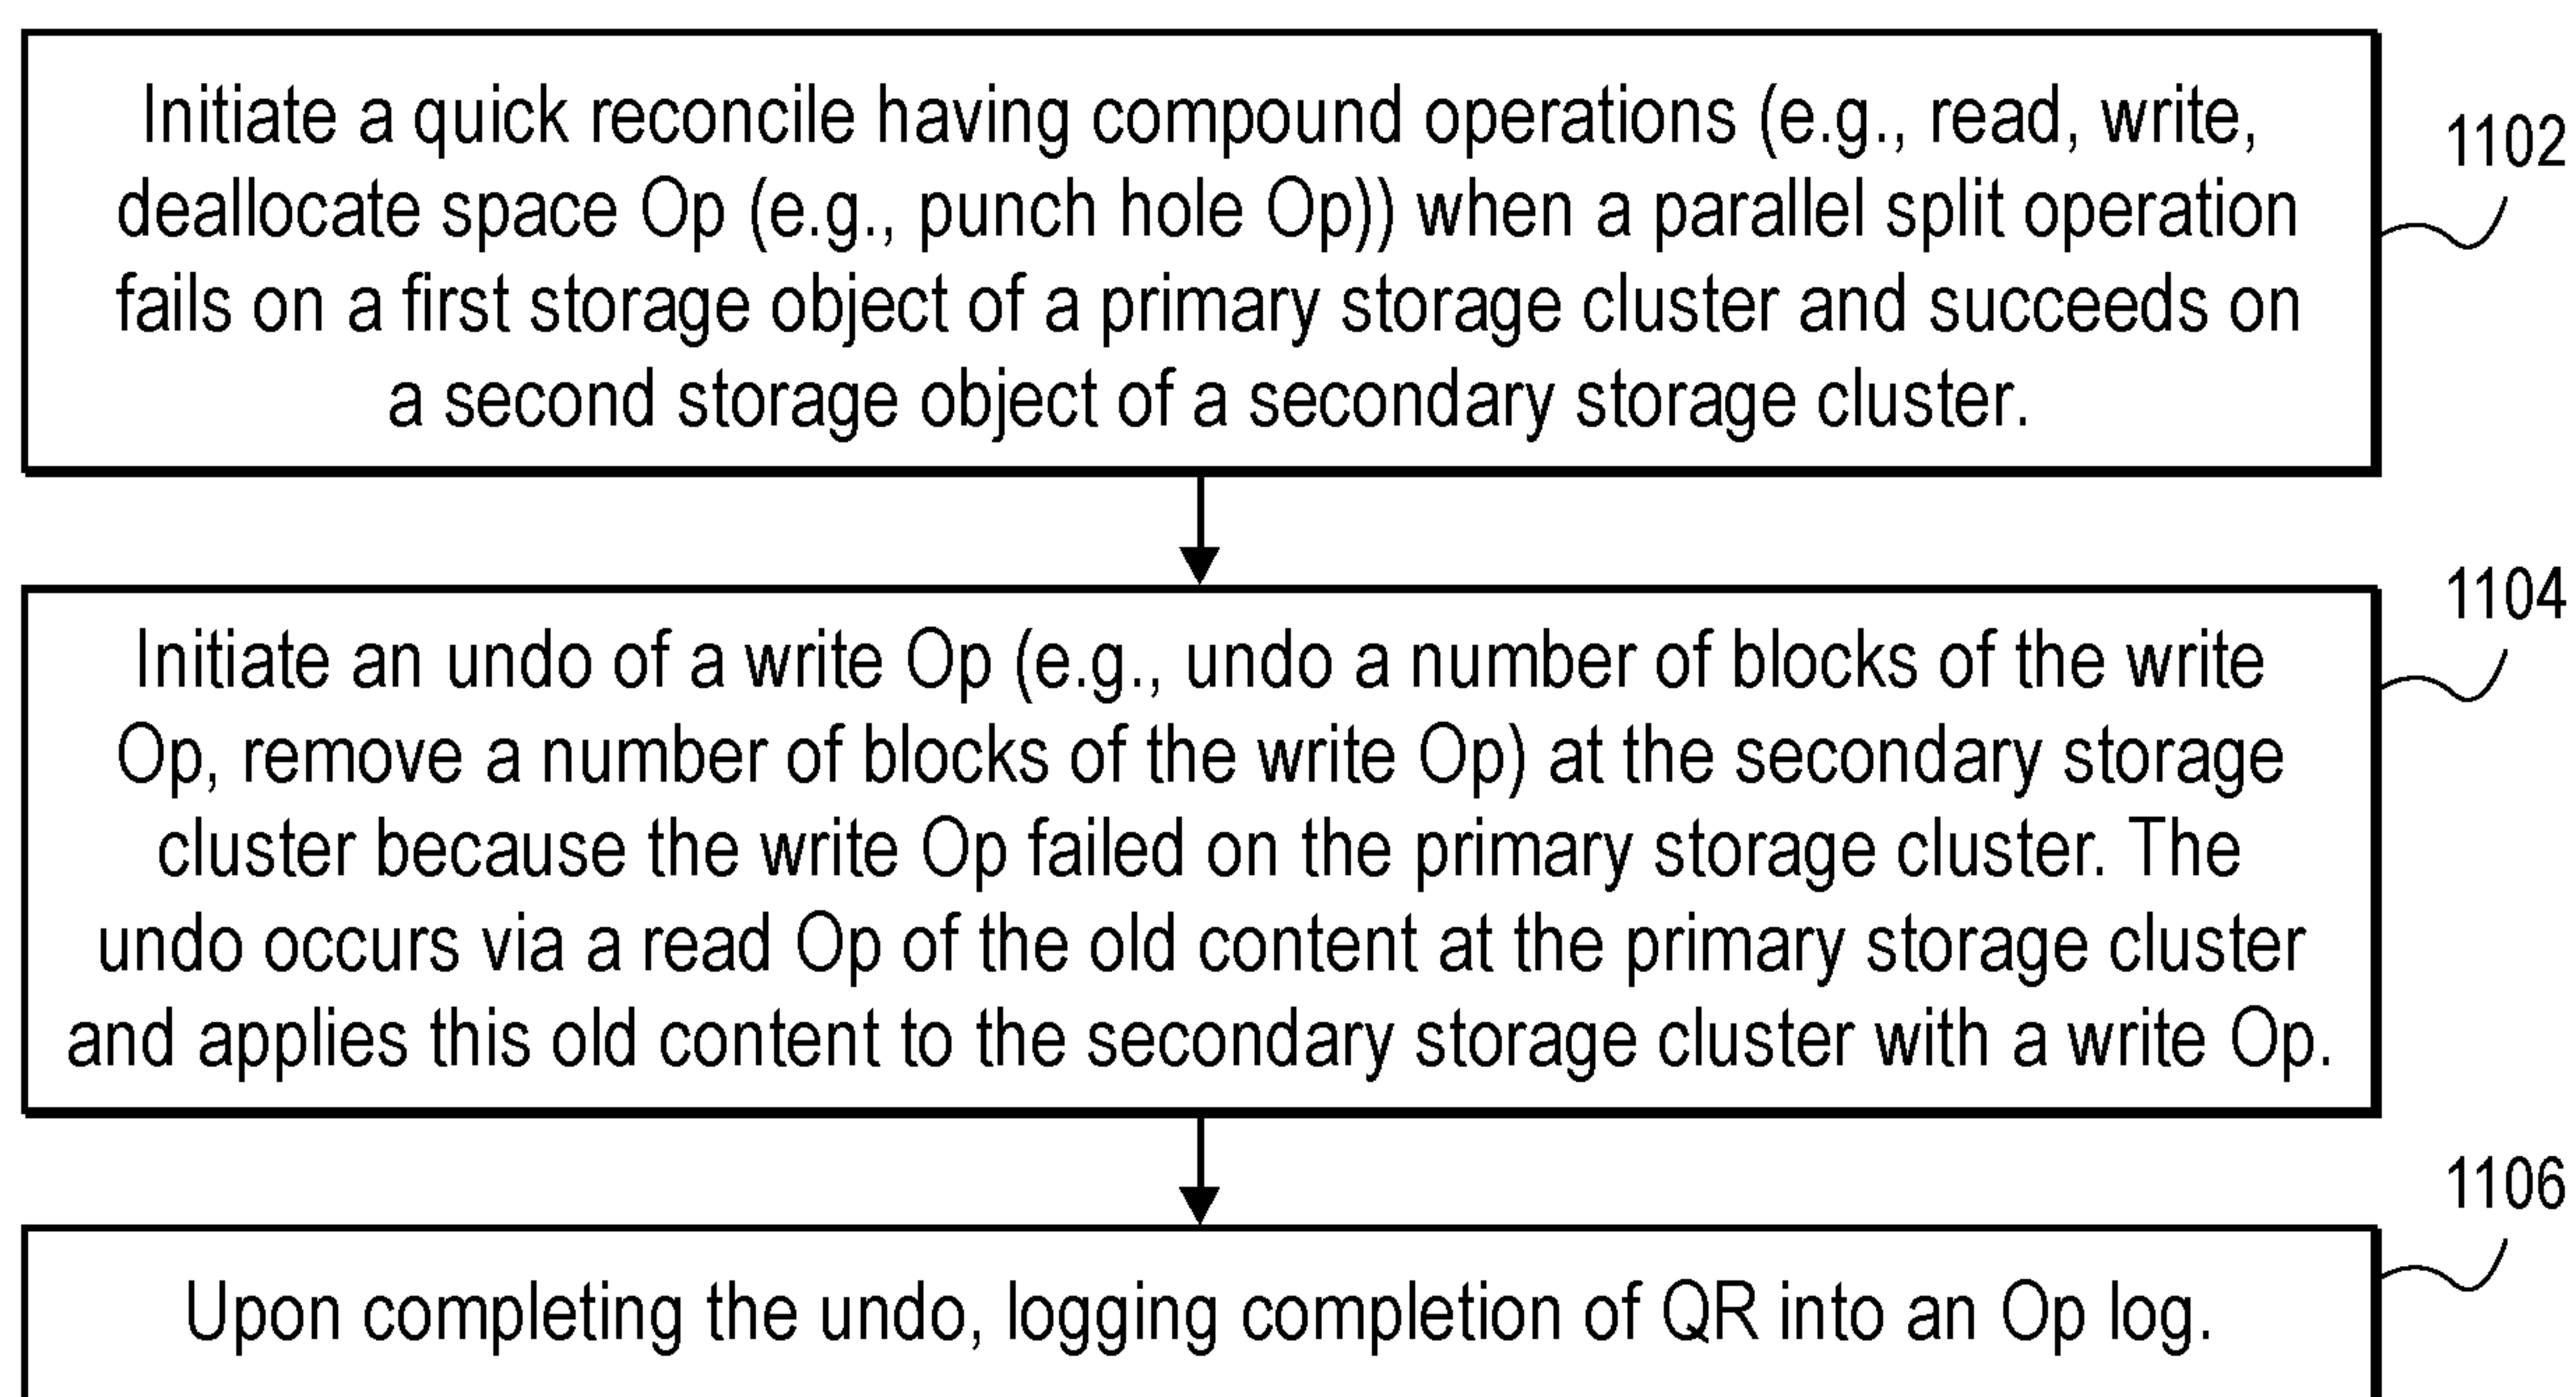 Initiate a quick reconcile having compound operations (e.g., read, write,
deallocate space Op (e.g., punch hole Op)) when a parallel split operation
fails on a first storage object of a primary storage cluster and succeeds on
a second storage object of a secondary storage cluster.
1102
Initiate an undo of a write Op (e.g., undo a number of blocks of the write
Op, remove a number of blocks of the write Op) at the secondary storage
cluster because the write Op failed on the primary storage cluster. The
undo occurs via a read Op of the old content at the primary storage cluster
and applies this old content to the secondary storage cluster with a write Op.
1104
Upon completing the undo, logging completion of QR into an Op log.
1106